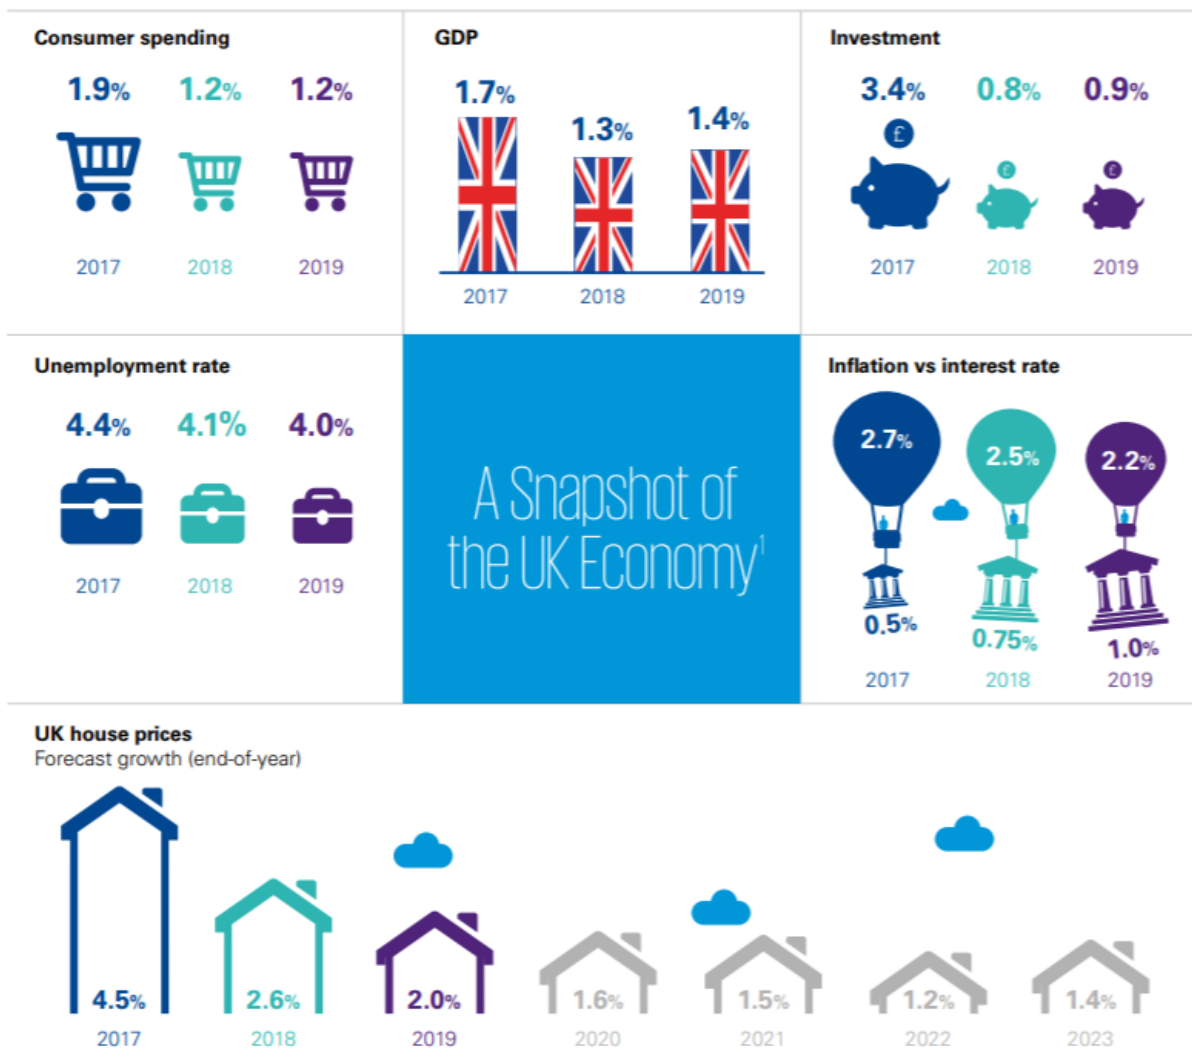 Consumer spending
1.9% 1.2% 1.2%
2017 2018 2019
GDP
1.7% 1.3% 1.4%
2017 2018 2019
Investment
3.4% 0.8% 0.9%
£ £ £
2017 2018 2019
Unemployment rate
4.4% 4.1% 4.0%
2017 2018 2019
A Snapshot of
the UK Economy¹
Inflation vs interest rate
2.7% 2.5% 2.2%
0.5% 0.75% 1.0%
2017 2018 2019
UK house prices
Forecast growth (end-of-year)
4.5% 2.6% 2.0% 1.6% 1.5% 1.2% 1.4%
2017 2018 2019 2020 2021 2022 2023